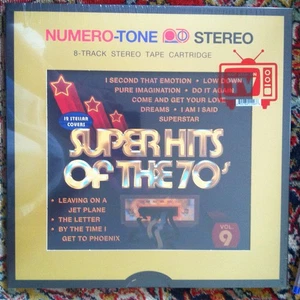 NUMERO-TONE STEREO
8-TRACK STEREO TAPE CARTRIDGE
TV
I SECOND THAT EMOTION • LOW DOWN
PURE IMAGINATION • DO IT AGAIN
COME AND GET YOUR LOVE
DREAMS • I AM I SAID
SUPERSTAR
12 STELLAR
COVERS
SUPER HITS
OF THE 70's
• LEAVING ON A
JET PLANE
• THE LETTER
• BY THE TIME I
GET TO PHOENIX
VOL.
9